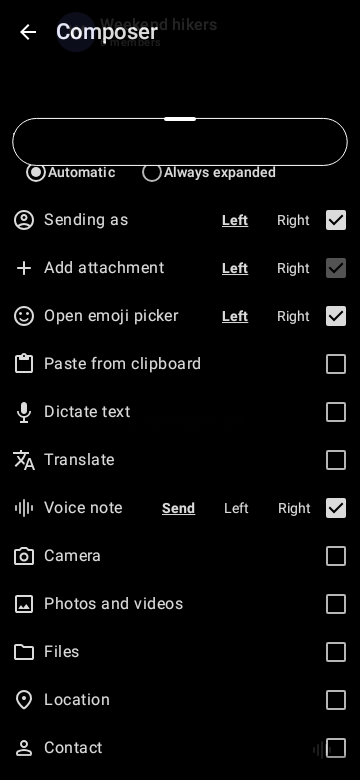 Weekend hikers
Composer
members
Automatic Always expanded
Sending as Left Right
Add attachment Left Right
Open emoji picker Left Right
Paste from clipboard
Dictate text
Translate
Voice note Send Left Right
Camera
Photos and videos
Files
Location
Contact